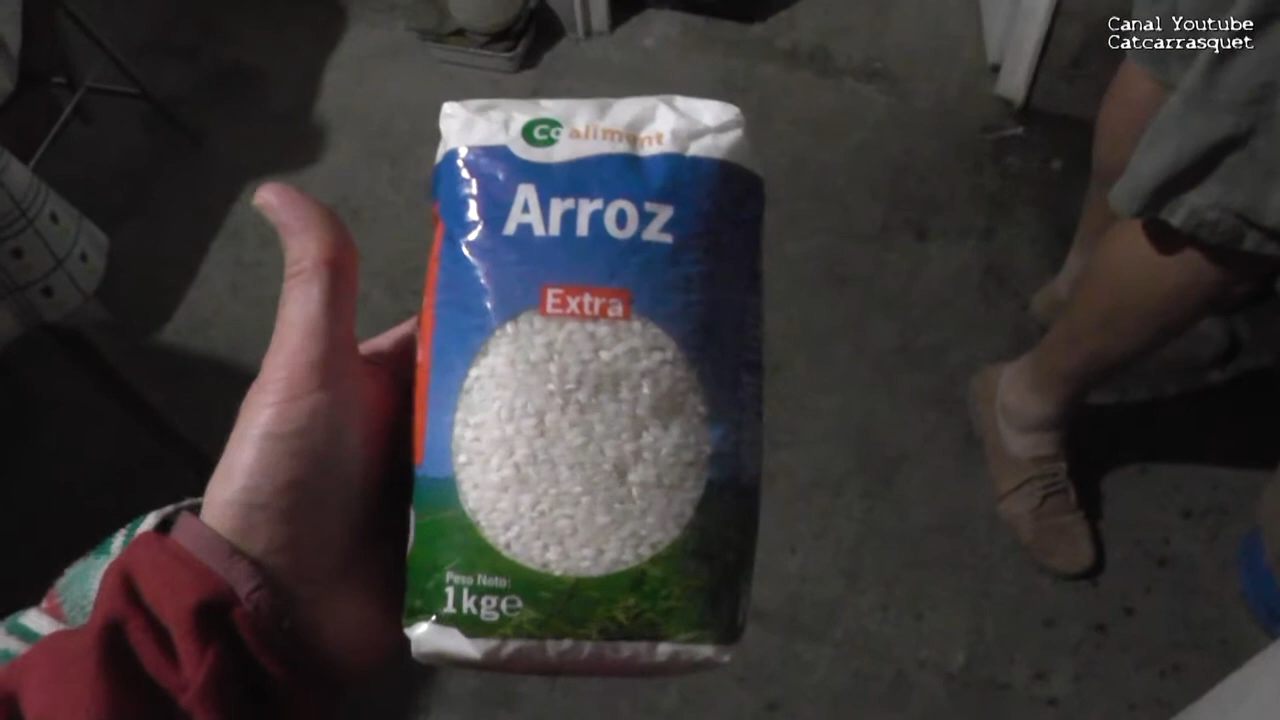 Canal Youtube
Catcarrasquet
Coaliment
Arroz
Extra
Peso Neto:
1kge